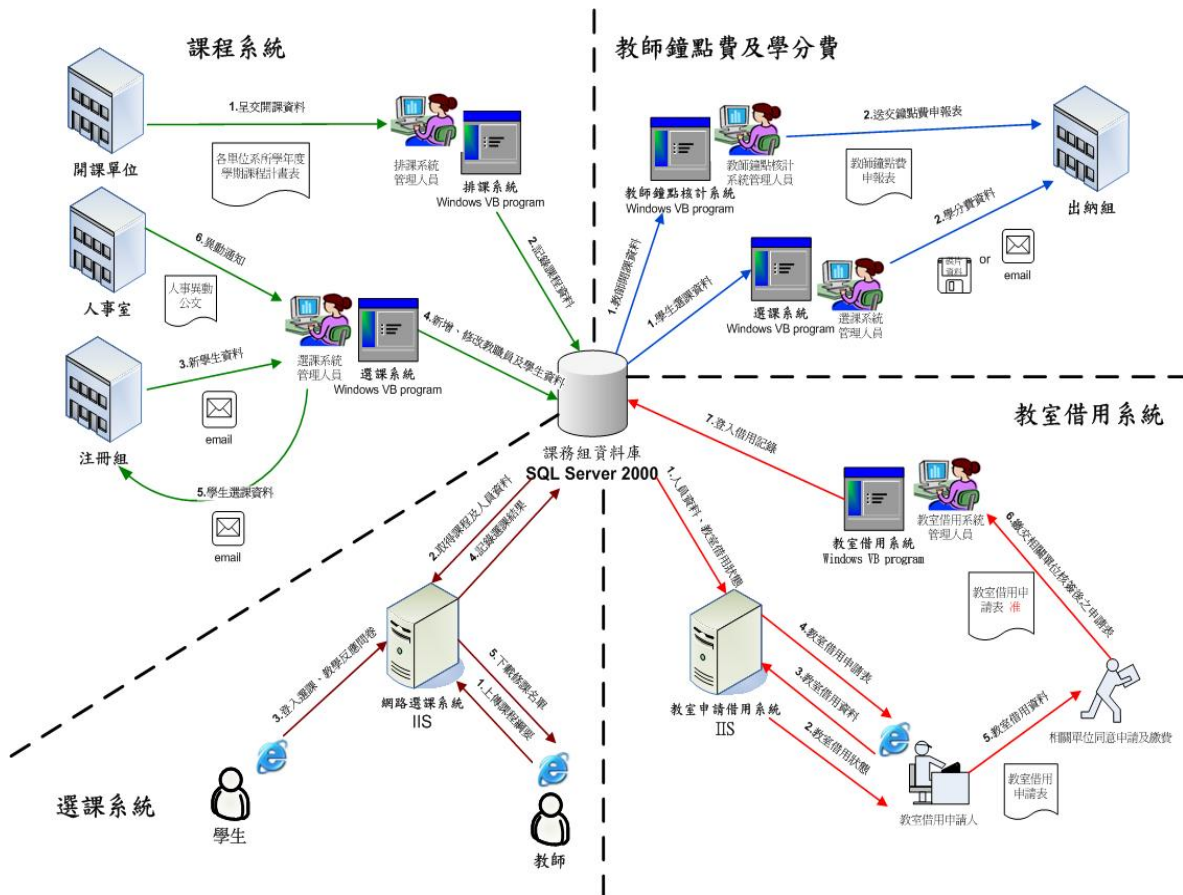 課程系統
1.呈交開課資料
開課單位
各單位系所學年度
學期課程計畫表
排課系統
管理人員
排課系統
Windows VB program
2.記錄課程資料
6.異動通知
人事室
人事異動
公文
選課系統
管理人員
選課系統
Windows VB program
4.新增、修改教職員及學生資料
3.新學生資料
email
注冊組
5.學生選課資料
email
教師鐘點費及學分費
2.送交鐘點費申報表
教師鐘點核計
系統管理人員
教師鐘點核計系統
Windows VB program
教師鐘點費
申報表
出納組
1.教師開課資料
1.學生選課資料
2.學分費資料
選課系統
Windows VB program
選課系統
管理人員
資料
or
email
課務組資料庫
SQL Server 2000
教室借用系統
7.登入借用記錄
教室借用系統
Windows VB program
教室借用系統
管理人員
6.繳交相關單位核簽後之申請表
教室借用申
請表 准
1.人員資料、教室借用狀態
教室申請借用系統
IIS
4.教室借用申請表
3.教室借用資料
2.教室借用狀態
5.教室借用資料
相關單位同意申請及繳費
教室借用申請人
教室借用
申請表
選課系統
2.取得課程及人員資料
4.記錄選課結果
網路選課系統
IIS
3.登入選課、教學反應問卷
5.下載修課名單
1.上傳課程綱要
學生
教師